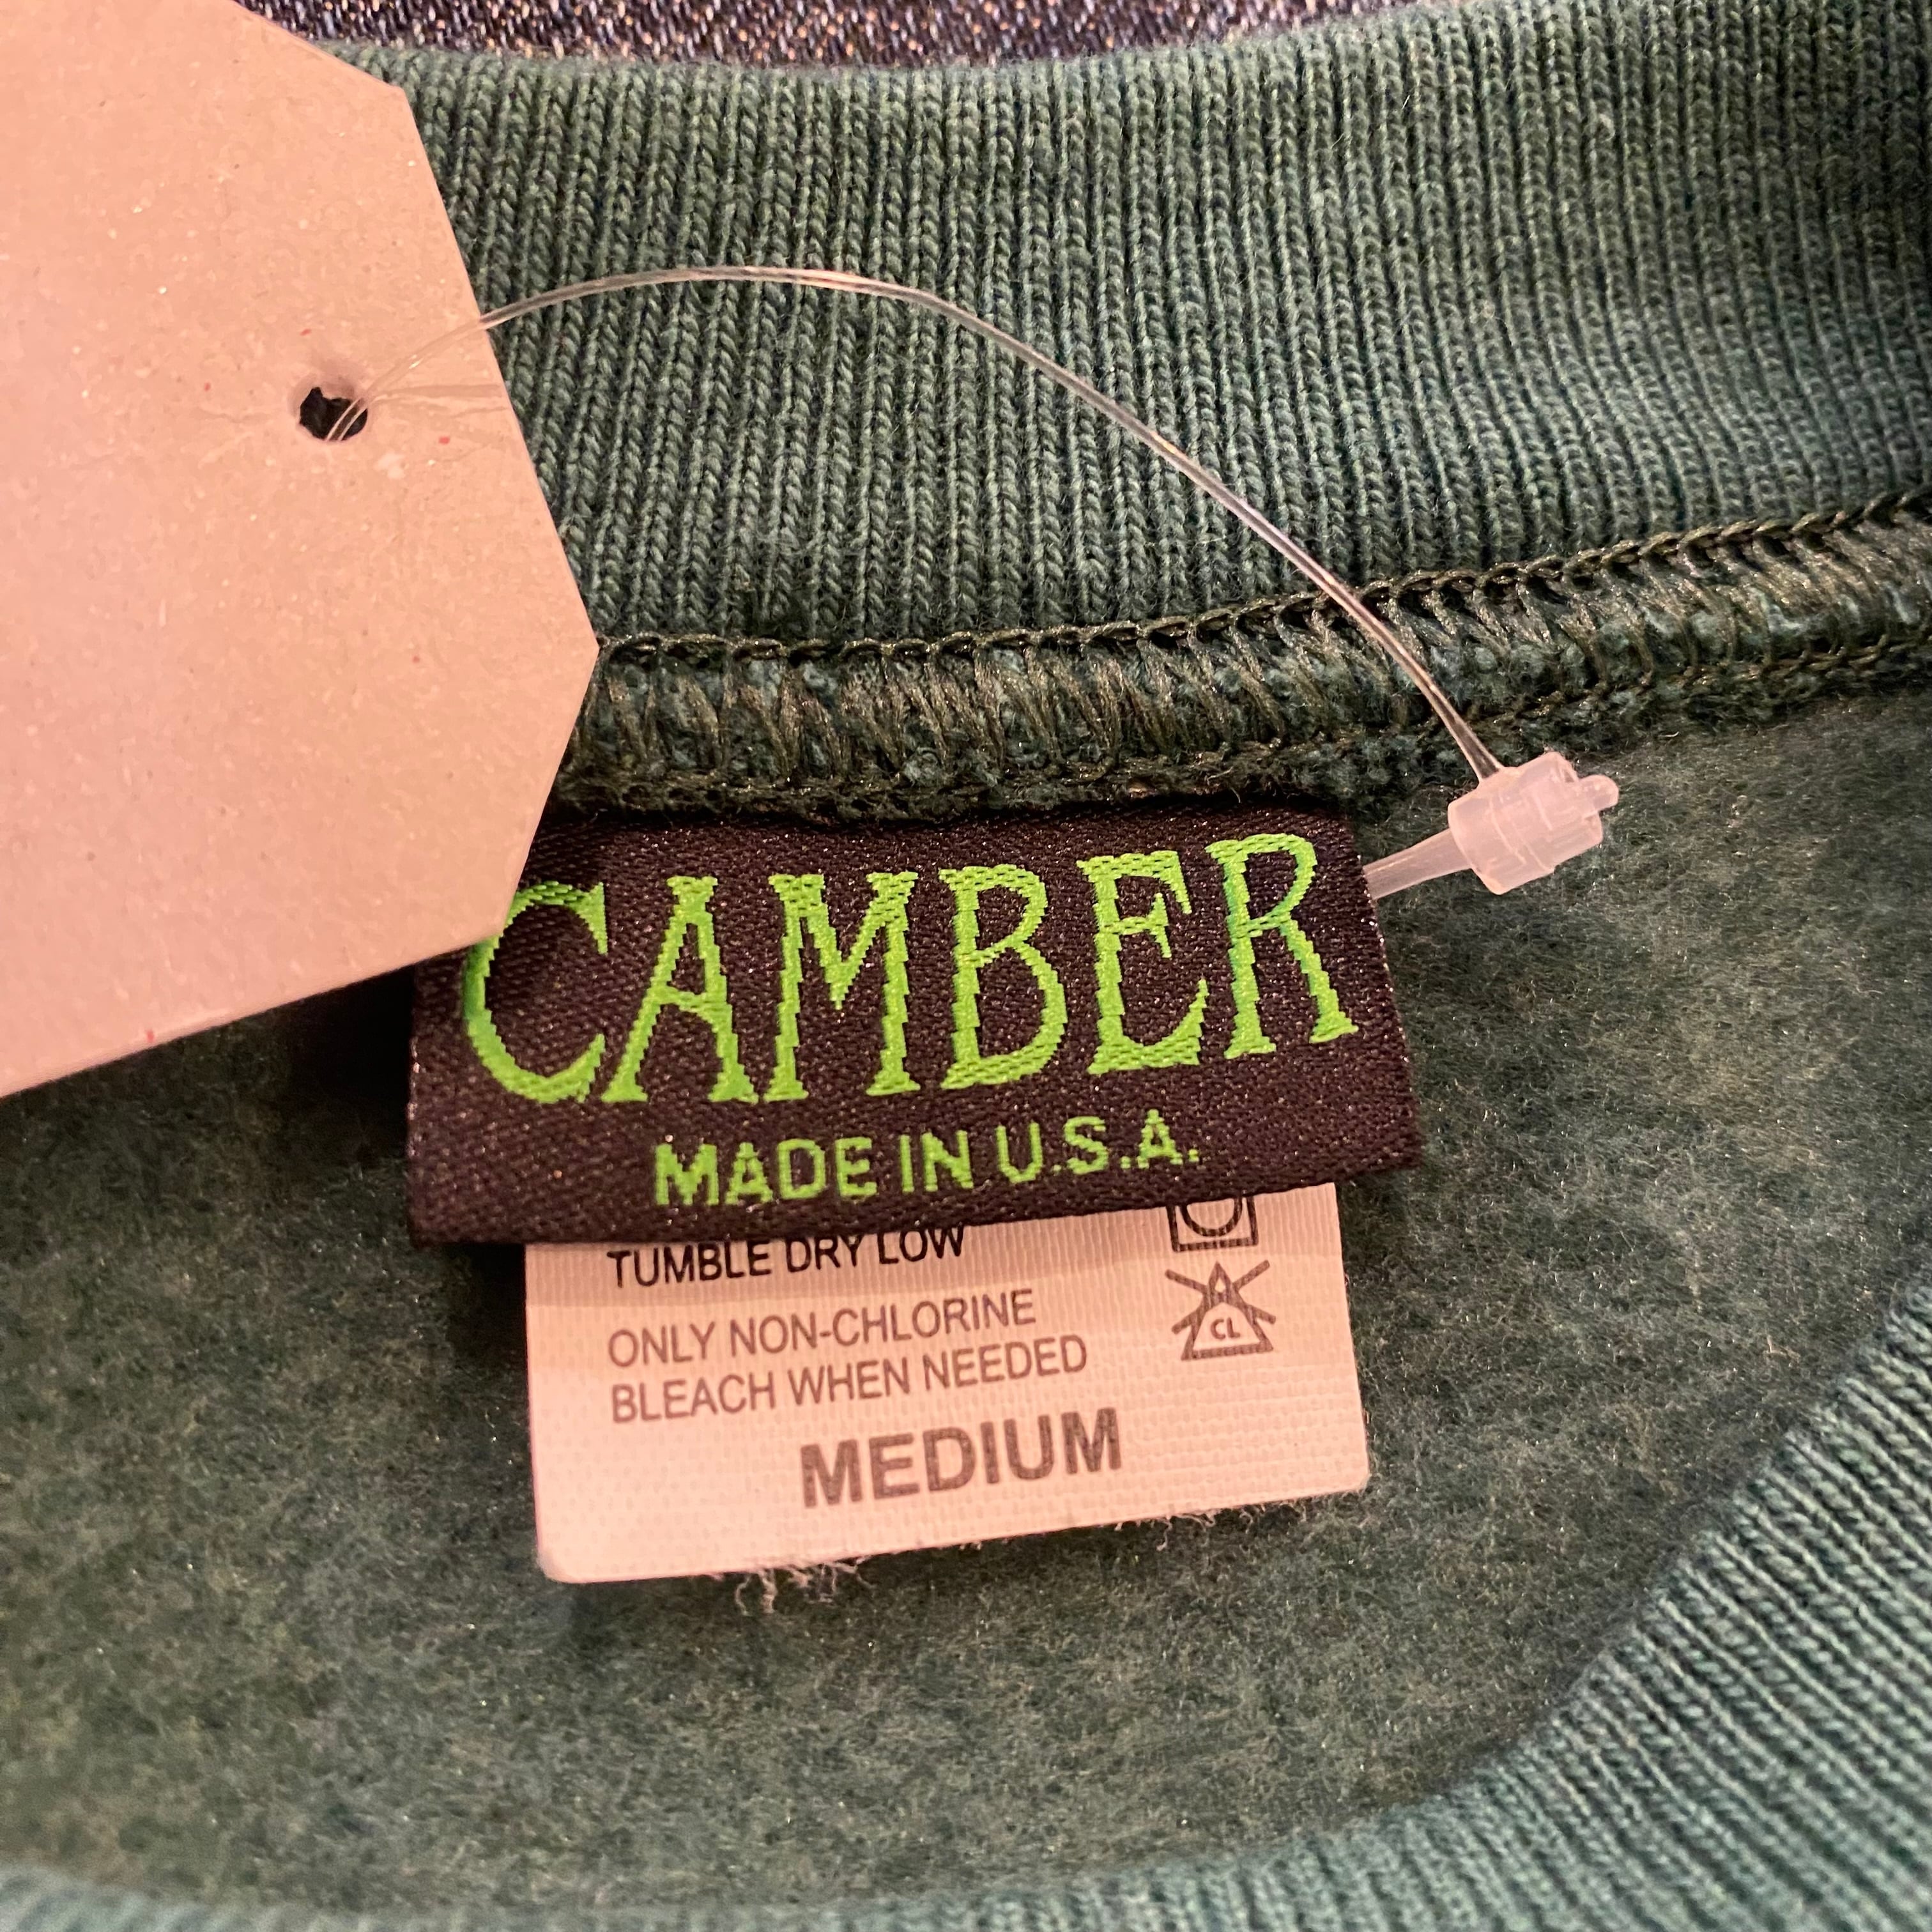 CAMBER
MADE IN U.S.A.
TUMBLE DRY LOW
ONLY NON-CHLORINE
BLEACH WHEN NEEDED
CL
MEDIUM